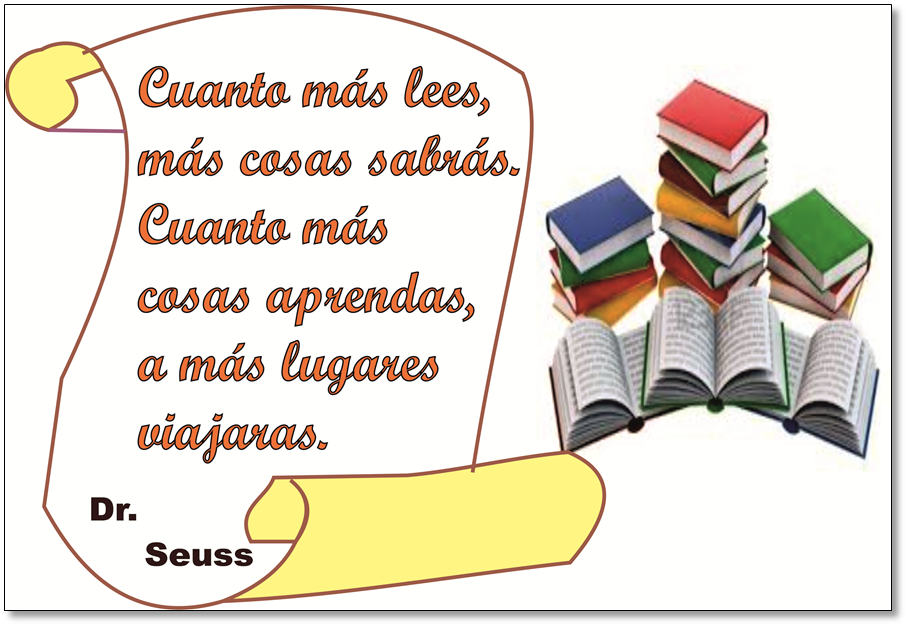 Cuanto más lees,
más cosas sabrás.
Cuanto más
cosas aprendas,
a más lugares
viajaras.
Dr.
Seuss